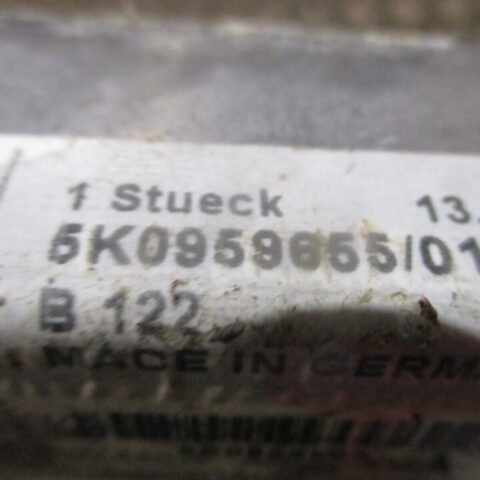 1 Stueck 13.
5K0959655/01
B 122
MADE IN GERM